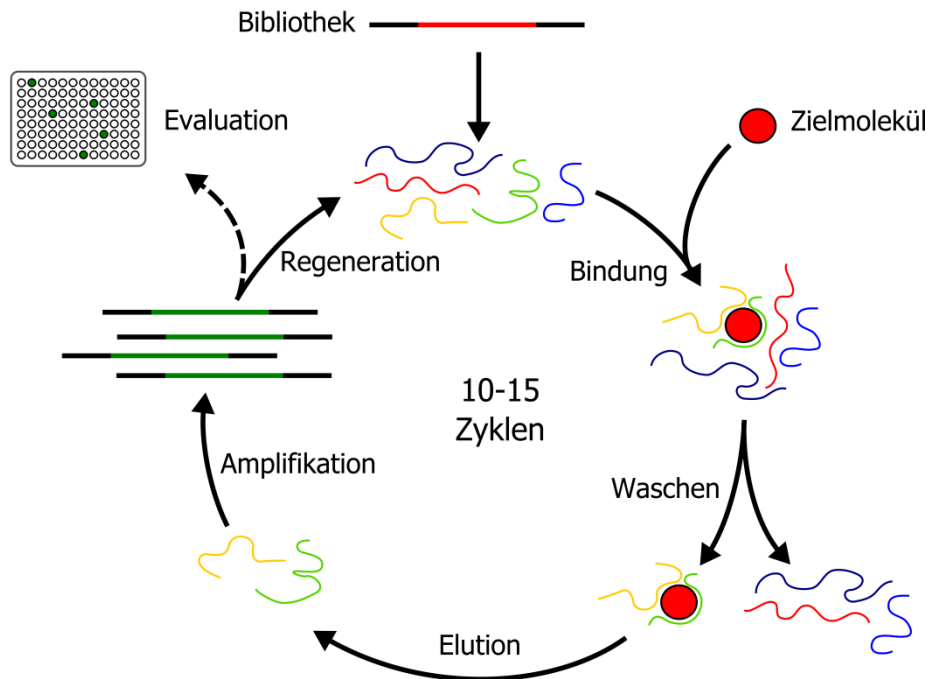 Bibliothek
Evaluation
Zielmolekül
Regeneration
Bindung
10-15
Zyklen
Amplifikation
Waschen
Elution